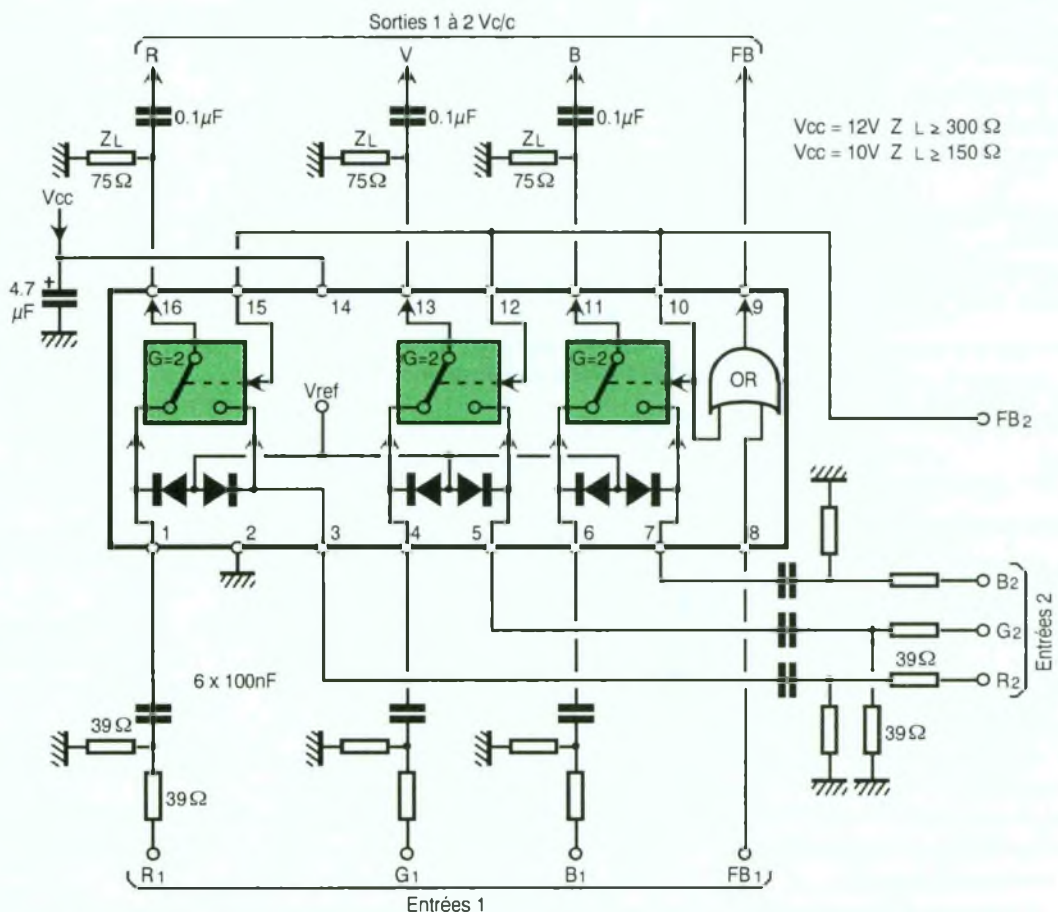 Sorties 1 à 2 Vc/c
R V B FB
0.1µF 0.1µF 0.1µF
Vcc = 12V Z L ≥ 300 Ω
Vcc = 10V Z L ≥ 150 Ω
ZL ZL ZL
75Ω 75Ω 75Ω
Vcc
4.7 µF
+
16 15 14 13 12 11 10 9
G=2 G=2 G=2
OR
Vref
FB2
1 2 3 4 5 6 7 8
B2
G2
39Ω
R2
Entrées 2
6 x 100nF
39Ω
39Ω
39Ω
R1 G1 B1 FB1
Entrées 1